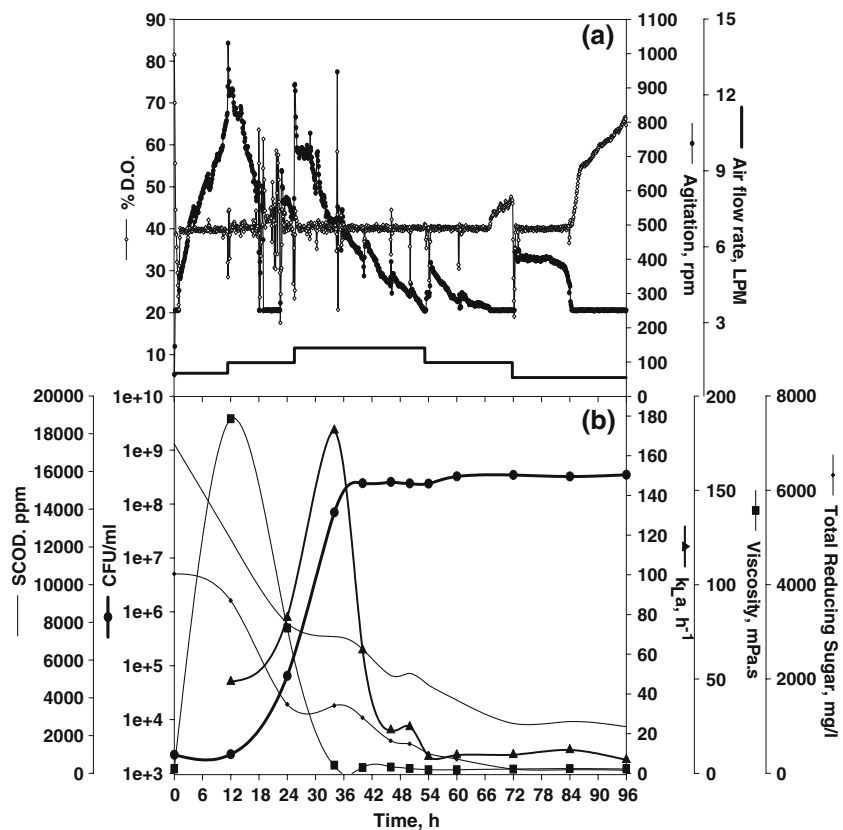 (a)
90
80
70
60
50
40
30
20
10
% D.O.
1100
1000
900
800
700
600
500
400
300
200
100
0
Agitation, rpm
15
12
9
6
3
Air flow rate, LPM
(b)
20000
18000
16000
14000
12000
10000
8000
6000
4000
2000
0
SCOD. ppm
1e+10
1e+9
1e+8
1e+7
1e+6
1e+5
1e+4
1e+3
CFU/ml
180
160
140
120
100
80
60
40
20
0
kLa, h-1
200
150
100
50
0
Viscosity, mPa.s
8000
6000
4000
2000
0
Total Reducing Sugar, mg/l
0 6 12 18 24 30 36 42 48 54 60 66 72 78 84 90 96
Time, h